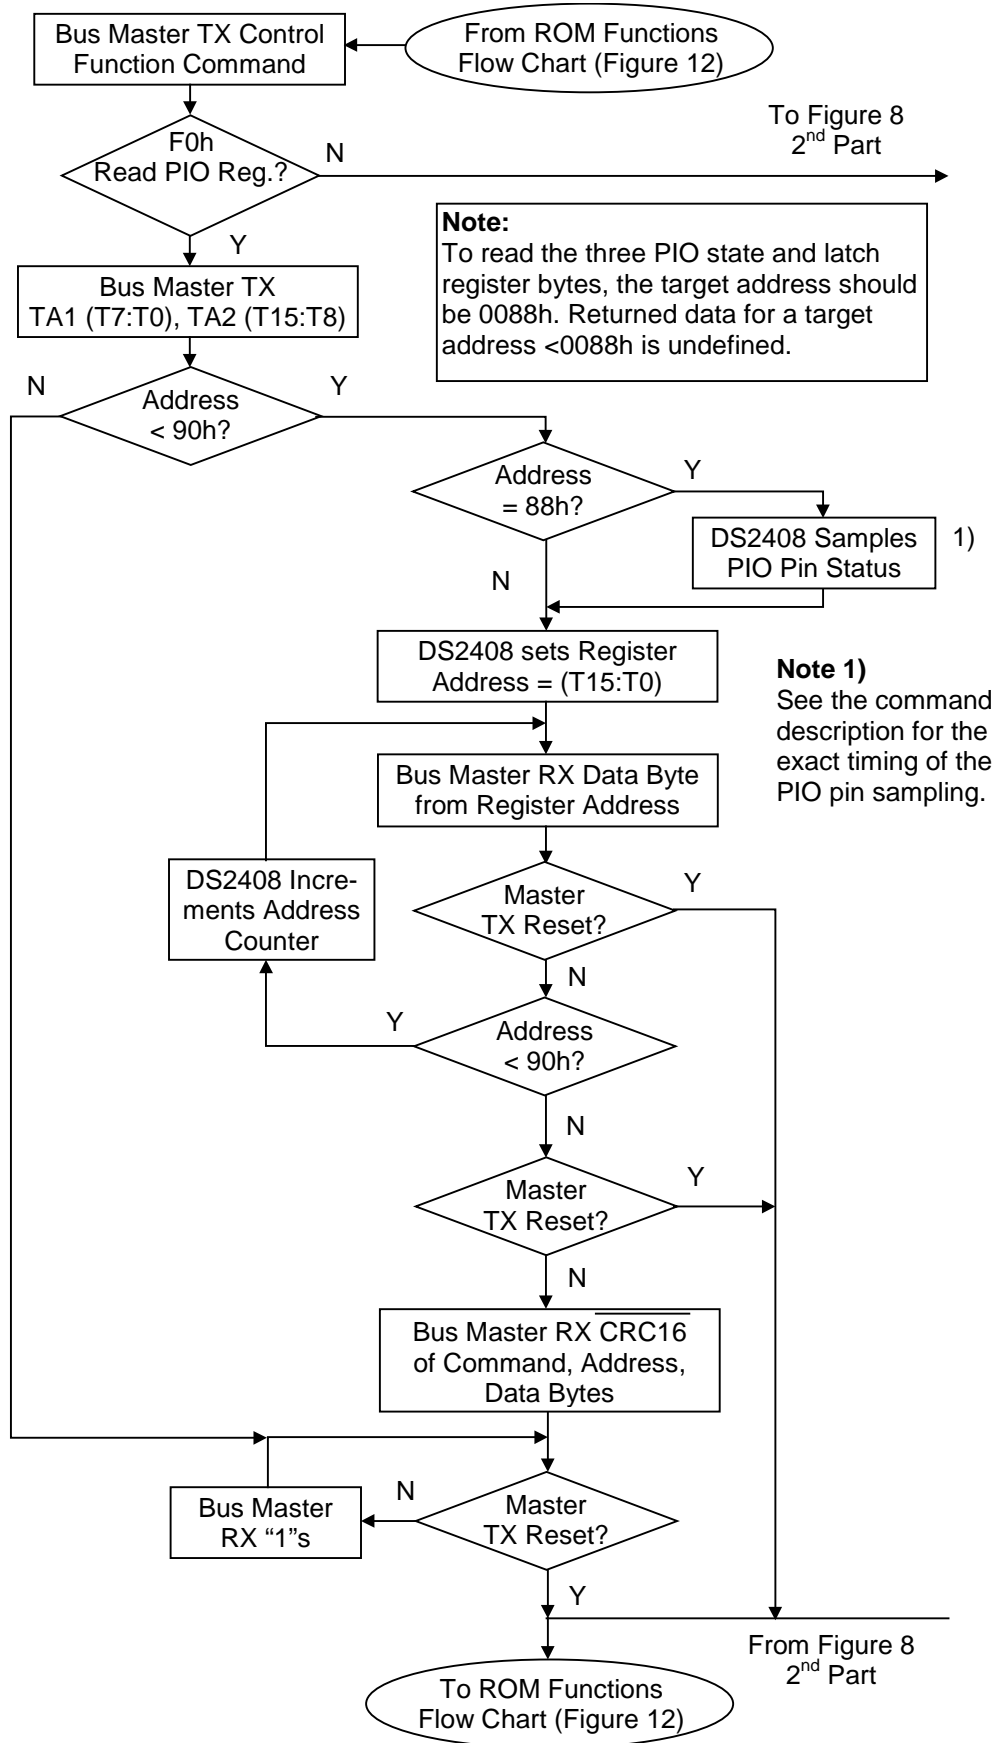 Bus Master TX Control
Function Command
From ROM Functions
Flow Chart (Figure 12)
To Figure 8
2nd Part
F0h
Read PIO Reg.?
N
Y
Note:
To read the three PIO state and latch
register bytes, the target address should
be 0088h. Returned data for a target
address <0088h is undefined.
Bus Master TX
TA1 (T7:T0), TA2 (T15:T8)
N
Y
Address
< 90h?
Address
= 88h?
Y
N
DS2408 Samples
PIO Pin Status
1)
DS2408 sets Register
Address = (T15:T0)
Note 1)
See the command
description for the
exact timing of the
PIO pin sampling.
Bus Master RX Data Byte
from Register Address
DS2408 Incre-
ments Address
Counter
Master
TX Reset?
Y
N
Y
Address
< 90h?
N
Master
TX Reset?
Y
N
Bus Master RX CRC16
of Command, Address,
Data Bytes
Bus Master
RX “1”s
N
Master
TX Reset?
Y
From Figure 8
2nd Part
To ROM Functions
Flow Chart (Figure 12)